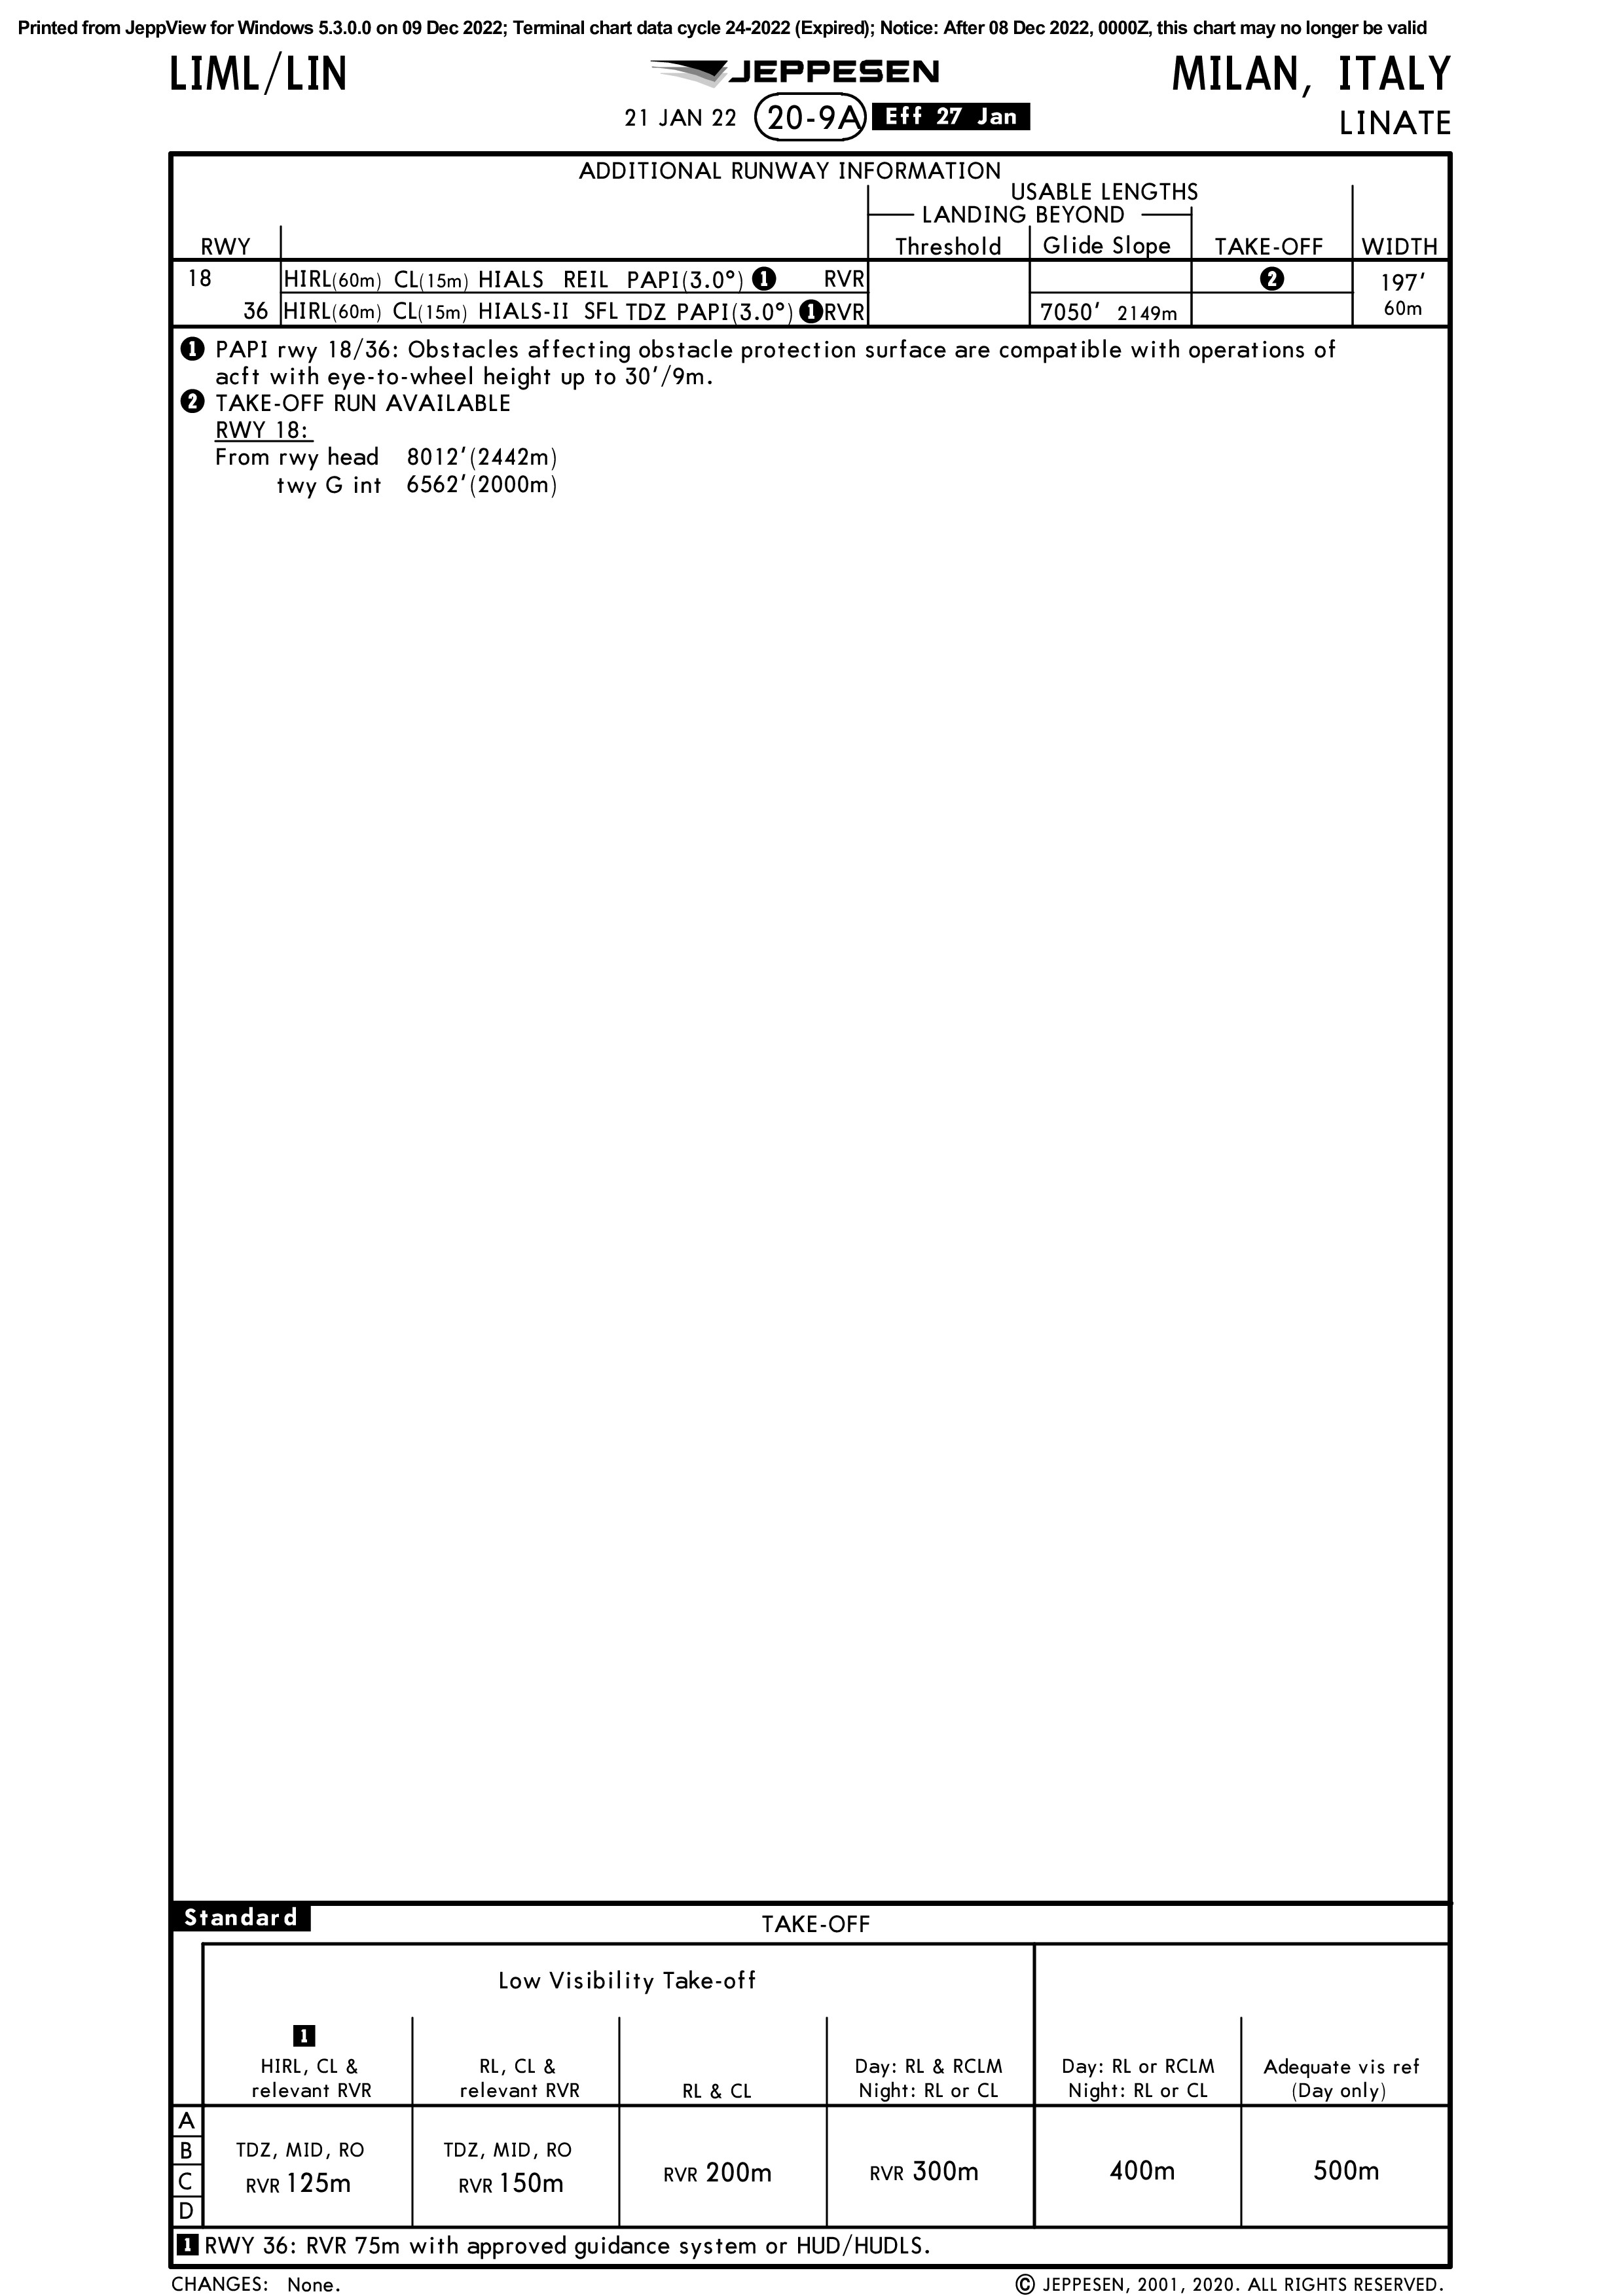 Printed from JeppView for Windows 5.3.0.0 on 09 Dec 2022; Terminal chart data cycle 24-2022 (Expired); Notice: After 08 Dec 2022, 0000Z, this chart may no longer be valid
LIML/LIN
JEPPESEN
MILAN, ITALY
21 JAN 22 20-9A Eff 27 Jan
LINATE
ADDITIONAL RUNWAY INFORMATION
USABLE LENGTHS
LANDING BEYOND
RWY Threshold Glide Slope TAKE-OFF WIDTH
18 HIRL(60m) CL(15m) HIALS REIL PAPI(3.0°) 1 RVR 2 197'
36 HIRL(60m) CL(15m) HIALS-II SFL TDZ PAPI(3.0°) 1 RVR 7050' 2149m 60m
1 PAPI rwy 18/36: Obstacles affecting obstacle protection surface are compatible with operations of
acft with eye-to-wheel height up to 30'/9m.
2 TAKE-OFF RUN AVAILABLE
RWY 18:
From rwy head 8012'(2442m)
twy G int 6562'(2000m)
Standard
TAKE-OFF
Low Visibility Take-off
1
HIRL, CL & RL, CL & Day: RL & RCLM Day: RL or RCLM Adequate vis ref
relevant RVR relevant RVR RL & CL Night: RL or CL Night: RL or CL (Day only)
A
B TDZ, MID, RO TDZ, MID, RO
C RVR 125m RVR 150m RVR 200m RVR 300m 400m 500m
D
1 RWY 36: RVR 75m with approved guidance system or HUD/HUDLS.
CHANGES: None.
© JEPPESEN, 2001, 2020. ALL RIGHTS RESERVED.